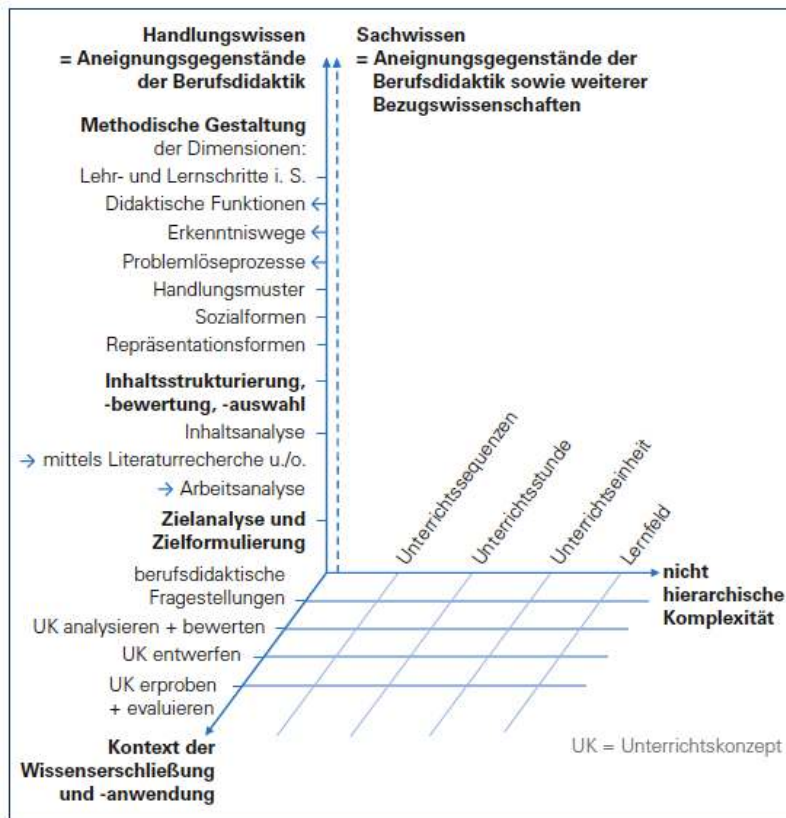 Handlungswissen
= Aneignungsgegenstände
der Berufsdidaktik
Sachwissen
= Aneignungsgegenstände der
Berufsdidaktik sowie weiterer
Bezugswissenschaften
Methodische Gestaltung
der Dimensionen:
Lehr- und Lernschritte i. S.
Didaktische Funktionen
Erkenntniswege
Problemlöseprozesse
Handlungsmuster
Sozialformen
Repräsentationsformen
Inhaltsstrukturierung,
-bewertung, -auswahl
Inhaltsanalyse
→ mittels Literaturrecherche u./o.
→ Arbeitsanalyse
Zielanalyse und
Zielformulierung
Unterrichtssequenzen
Unterrichtsstunde
Unterrichtseinheit
Lernfeld
nicht
hierarchische
Komplexität
berufsdidaktische
Fragestellungen
UK analysieren + bewerten
UK entwerfen
UK erproben
+ evaluieren
Kontext der
Wissenserschließung
und -anwendung
UK = Unterrichtskonzept